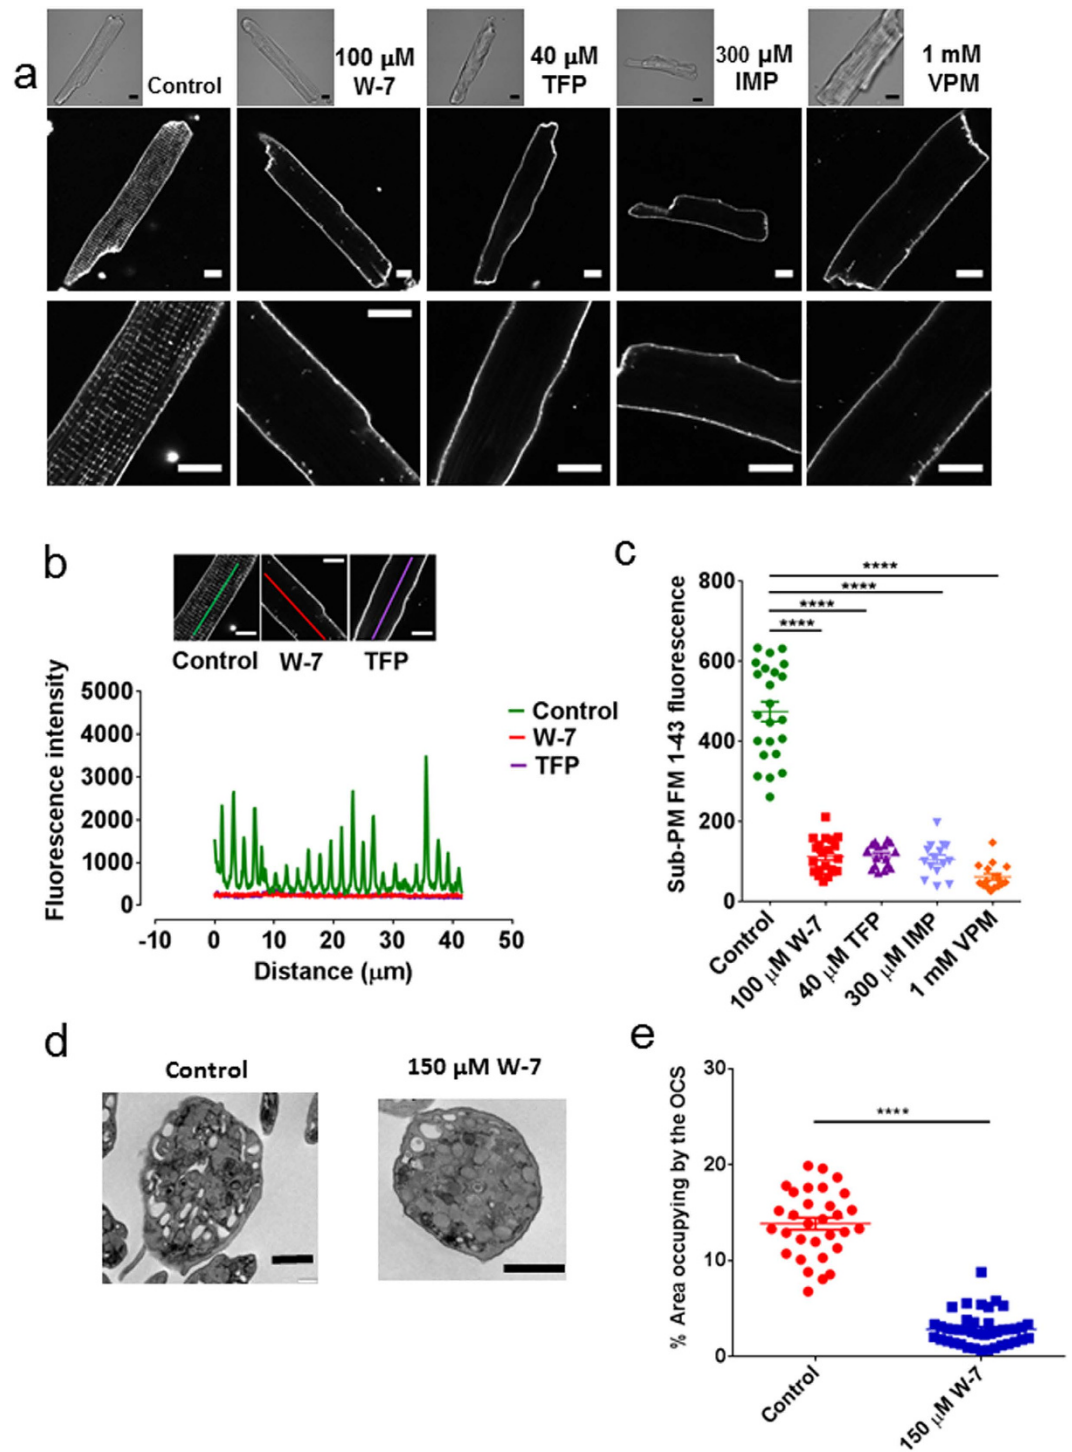 a
Control
100 µM
W-7
40 µM
TFP
300 µM
IMP
1 mM
VPM
b
Control W-7 TFP
Fluorescence intensity
5000
4000
3000
2000
1000
0
Control
W-7
TFP
-10 0 10 20 30 40 50
Distance (µm)
c
Sub-PM FM 1-43 fluorescence
800
600
400
200
0
****
****
****
****
Control
100 µM W-7
40 µM TFP
300 µM IMP
1 mM VPM
d
Control
150 µM W-7
e
% Area occupying by the OCS
30
20
10
0
****
Control
150 µM W-7